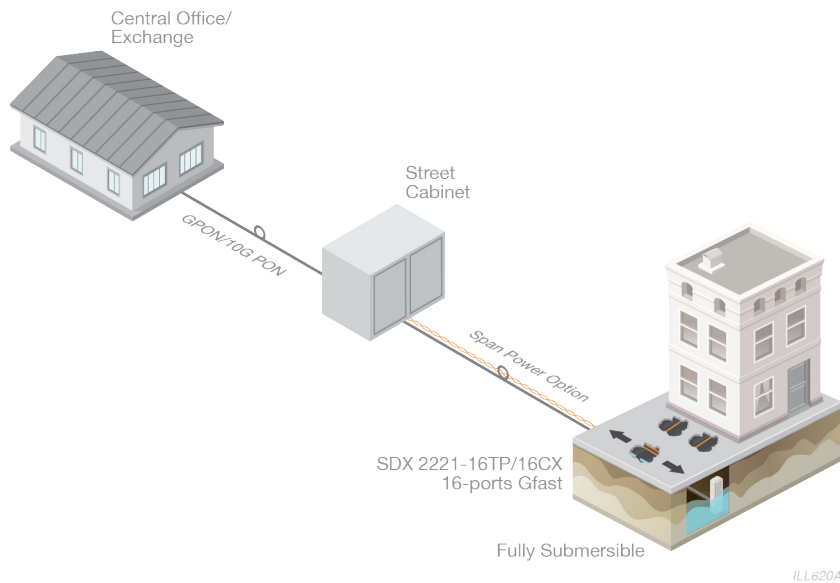 Central Office/
Exchange
Street
Cabinet
GPON/10G PON
Span Power Option
SDX 2221-16TP/16CX
16-ports Gfast
Fully Submersible
ILL620A